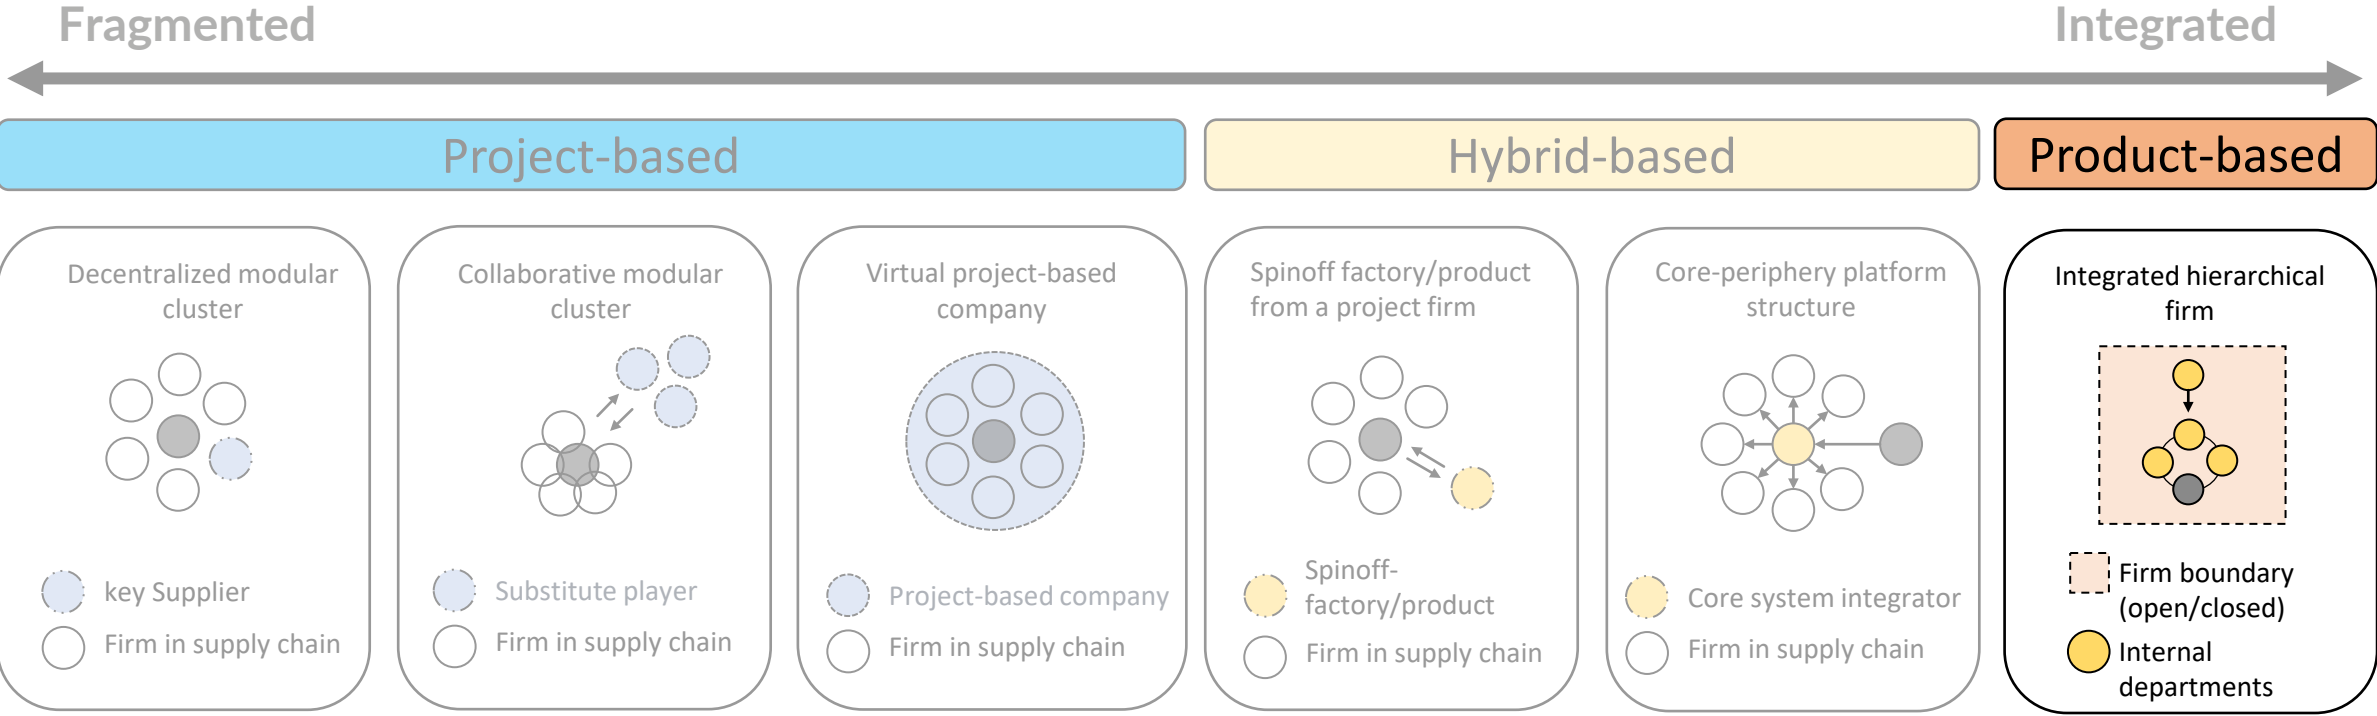 Fragmented
Integrated
Project-based
Hybrid-based
Product-based
Decentralized modular
cluster
key Supplier
Firm in supply chain
Collaborative modular
cluster
Substitute player
Firm in supply chain
Virtual project-based
company
Project-based company
Firm in supply chain
Spinoff factory/product
from a project firm
Spinoff-
factory/product
Firm in supply chain
Core-periphery platform
structure
Core system integrator
Firm in supply chain
Integrated hierarchical
firm
Firm boundary
(open/closed)
Internal
departments